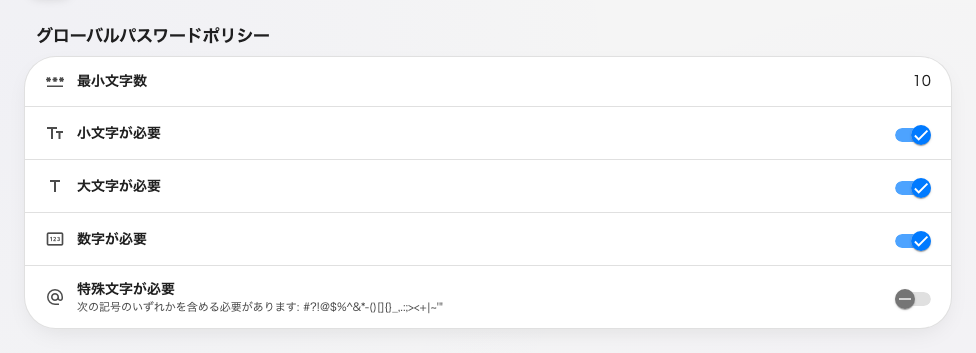 グローバルパスワードポリシー
最小文字数
10
小文字が必要
大文字が必要
123
数字が必要
特殊文字が必要
次の記号のいずれかを含める必要があります: #?!@$%^&*-()[]{}_,.:;><+|~'"